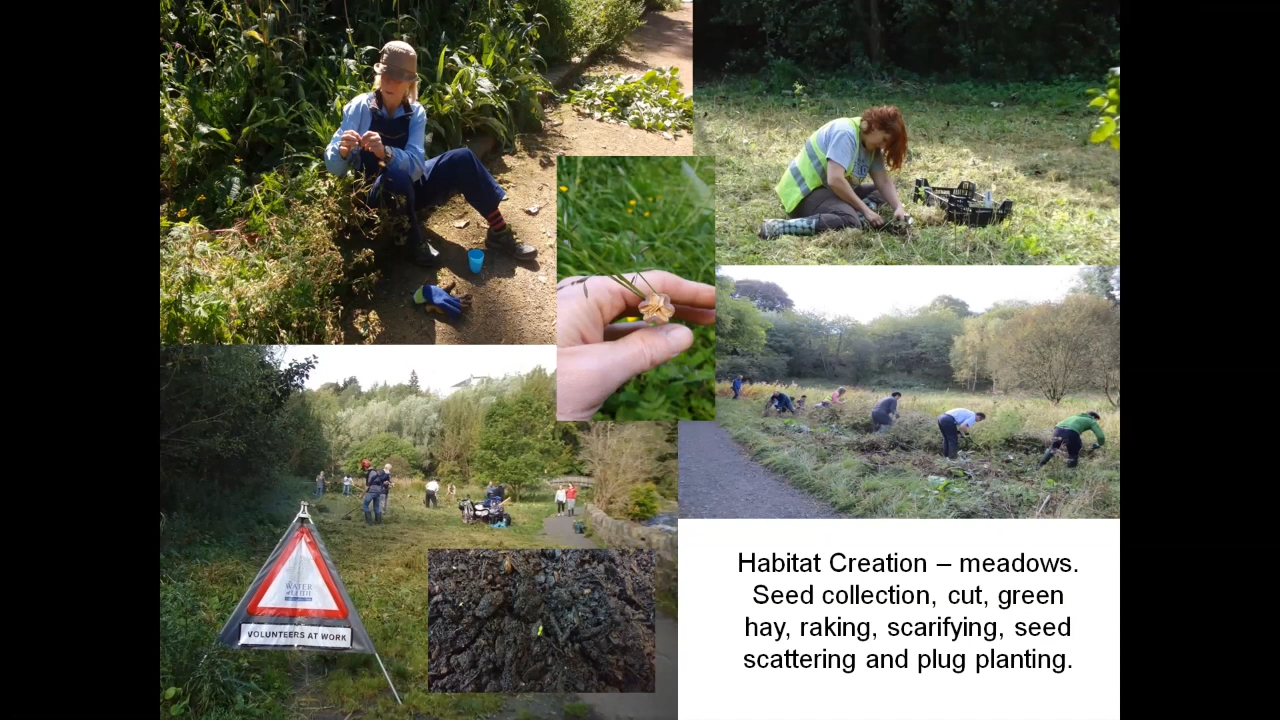 WATER
of LEITH
VOLUNTEERS AT WORK
Habitat Creation – meadows.
Seed collection, cut, green
hay, raking, scarifying, seed
scattering and plug planting.